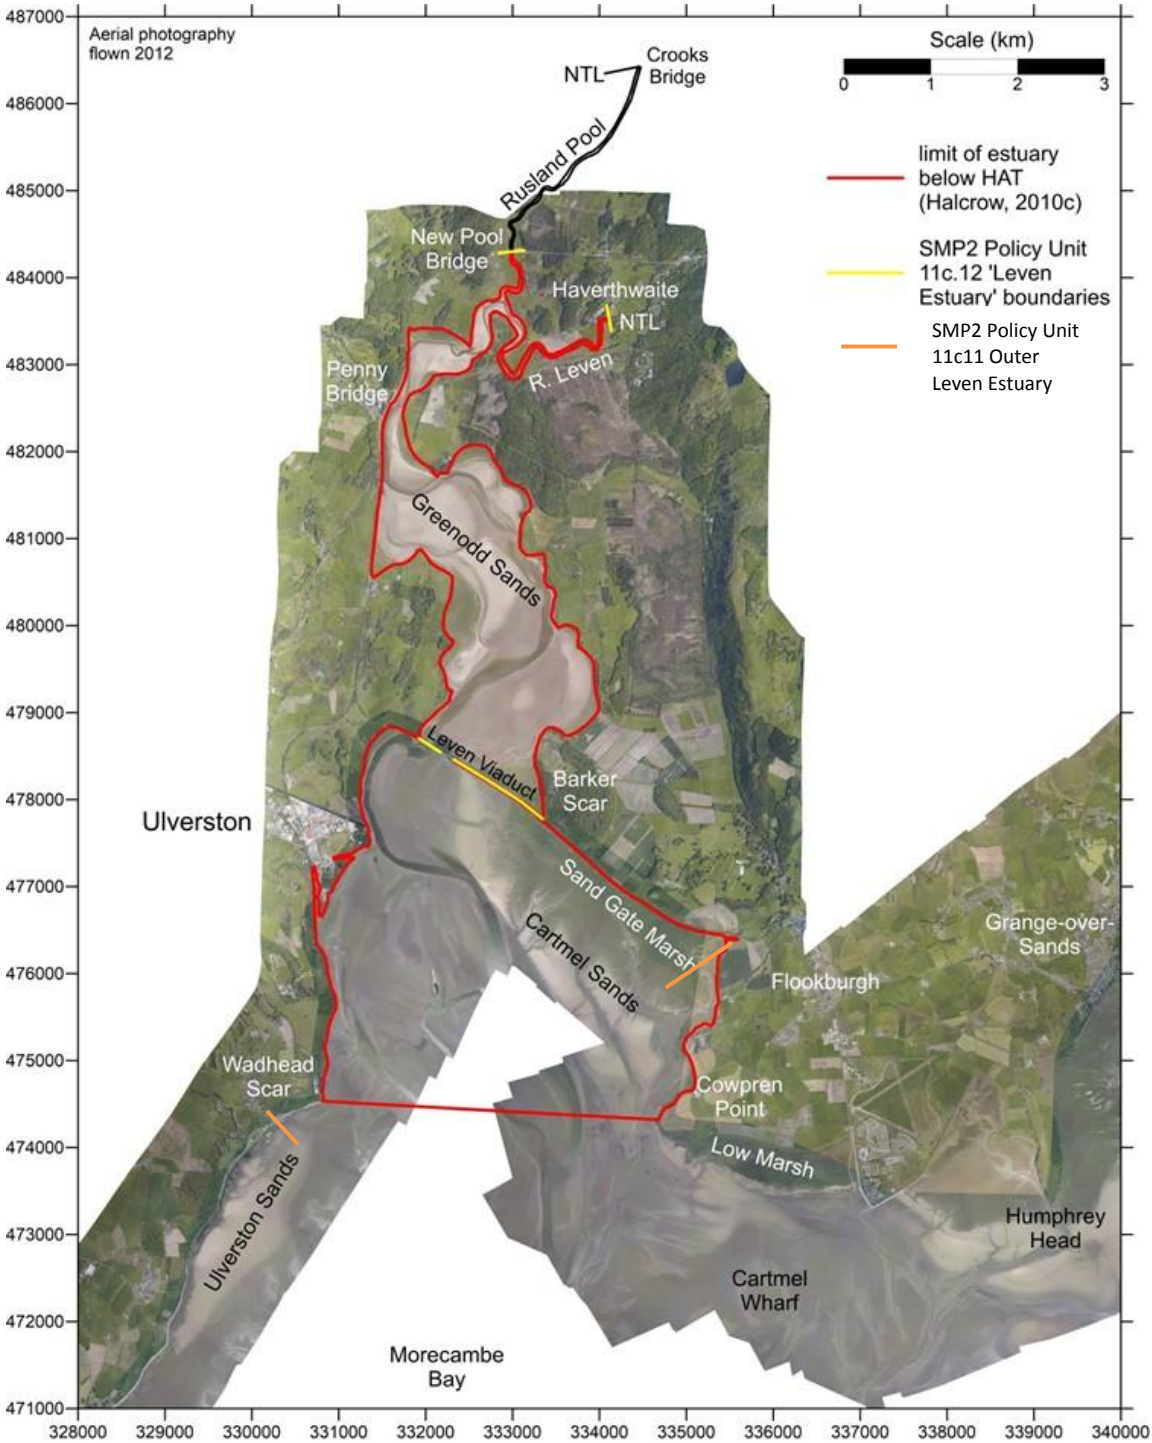 487000
486000
485000
484000
483000
482000
481000
480000
479000
478000
477000
476000
475000
474000
473000
472000
471000
Aerial photography
flown 2012
Scale (km)
0 1 2 3
limit of estuary
below HAT
(Halcrow, 2010c)
SMP2 Policy Unit
11c.12 'Leven
Estuary' boundaries
SMP2 Policy Unit
11c11 Outer
Leven Estuary
NTL
Crooks
Bridge
Rusland Pool
New Pool
Bridge
Haverthwaite
NTL
R. Leven
Penny
Bridge
Greenodd Sands
Leven Viaduct
Barker
Scar
Ulverston
Sand Gate Marsh
Cartmel Sands
Grange-over-
Sands
Flookburgh
Wadhead
Scar
Cowpren
Point
Low Marsh
Ulverston Sands
Humphrey
Head
Cartmel
Wharf
Morecambe
Bay
328000 329000 330000 331000 332000 333000 334000 335000 336000 337000 338000 339000 340000